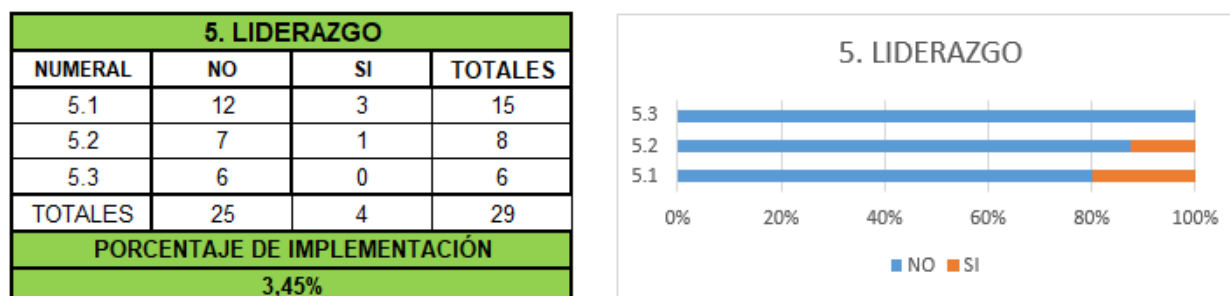 5. LIDERAZGO
NUMERAL NO SI TOTALES
5.1 12 3 15
5.2 7 1 8
5.3 6 0 6
TOTALES 25 4 29
PORCENTAJE DE IMPLEMENTACIÓN
3,45%
5. LIDERAZGO
5.3
5.2
5.1
0% 20% 40% 60% 80% 100%
NO SI